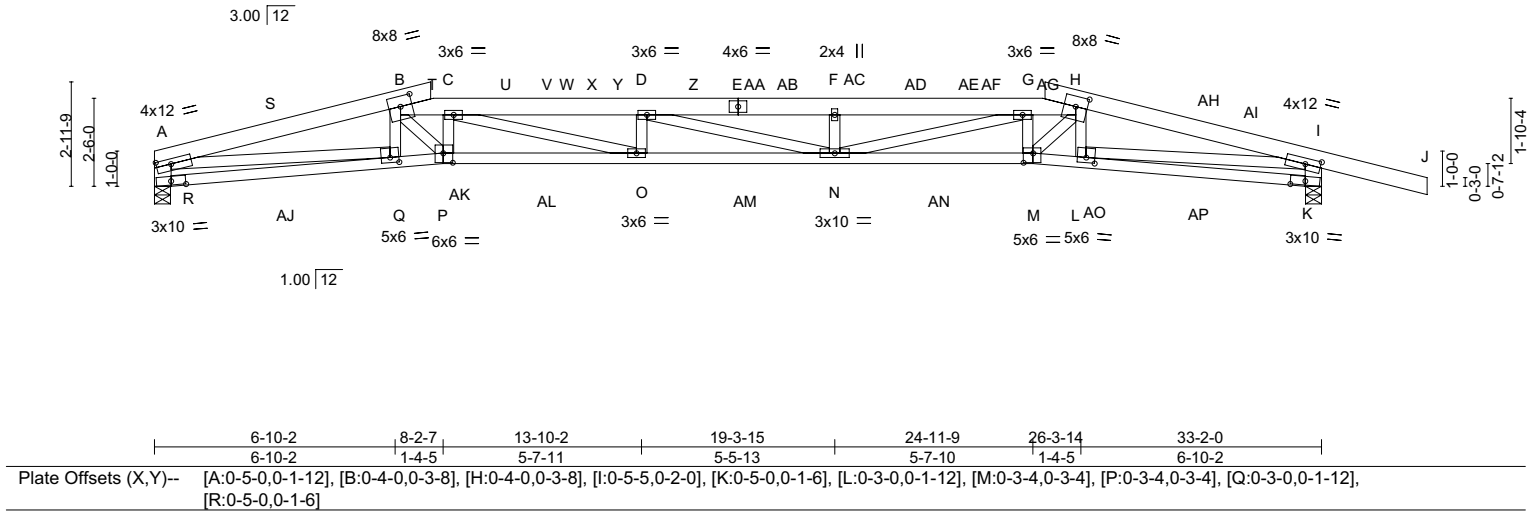 3.00 12
8x8 =
3x6 =
3x6 =
4x6 =
2x4 ||
3x6 =
8x8 =
B T C U V W X Y D Z E AA AB F AC AD AE AF G AG H
4x12 =
S
A
AH
AI
4x12 =
I
J
2-11-9
2-6-0
1-0-0
1-10-4
1-0-0
0-3-0
0-7-12
R
AJ
Q P
AK
AL
O
AM
N
AN
M L AO
AP
K
3x10 =
5x6 =
6x6 =
3x6 =
3x10 =
5x6 =
5x6 =
3x10 =
1.00 12
6-10-2 8-2-7 13-10-2 19-3-15 24-11-9 26-3-14 33-2-0
6-10-2 1-4-5 5-7-11 5-5-13 5-7-10 1-4-5 6-10-2
Plate Offsets (X,Y)-- [A:0-5-0,0-1-12], [B:0-4-0,0-3-8], [H:0-4-0,0-3-8], [I:0-5-5,0-2-0], [K:0-5-0,0-1-6], [L:0-3-0,0-1-12], [M:0-3-4,0-3-4], [P:0-3-4,0-3-4], [Q:0-3-0,0-1-12],
[R:0-5-0,0-1-6]